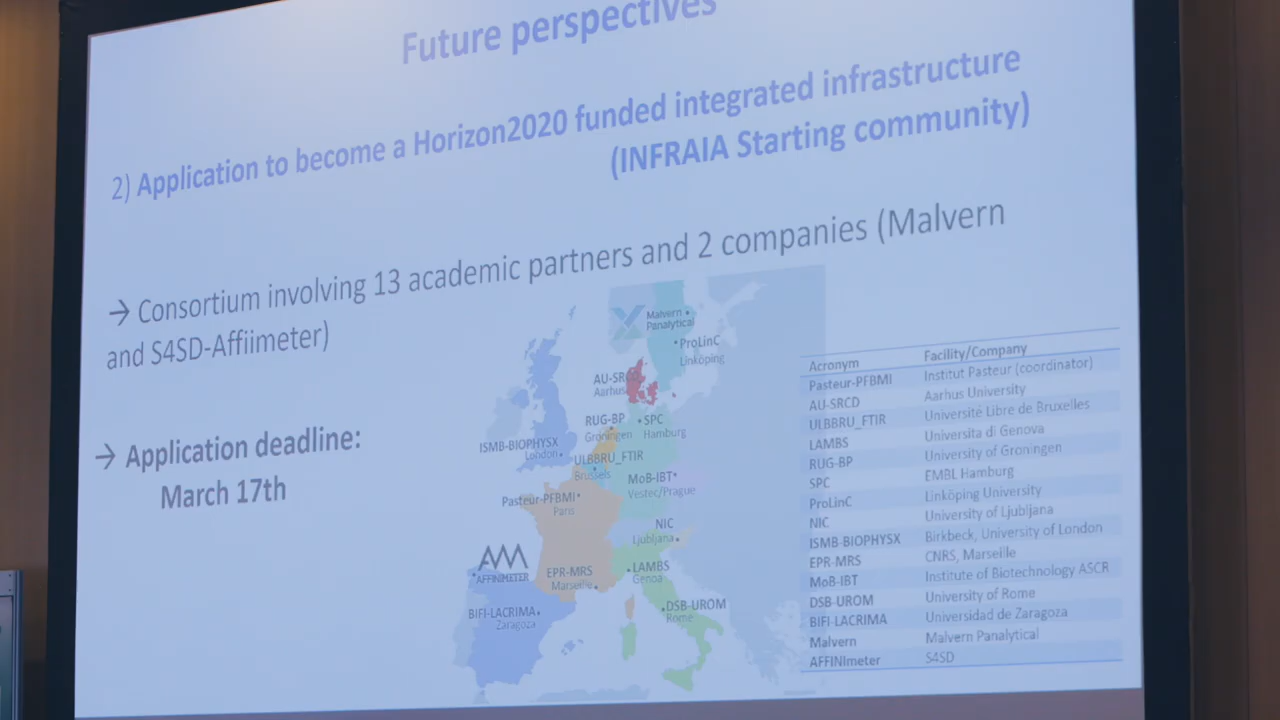 Future perspectives
2) Application to become a Horizon2020 funded integrated infrastructure
(INFRAIA Starting community)
→ Consortium involving 13 academic partners and 2 companies (Malvern
and S4SD-Affiimeter)
→ Application deadline:
March 17th
Malvern
Panalytical
ProLinC
Linköping
AU-SRCD
Aarhus
RUG-BP
Groningen
SPC
Hamburg
ISMB-BIOPHYSX
London
ULBBRU_FTIR
Brussels
MoB-IBT
Vestec/Prague
Pasteur-PFBMI
Paris
NIC
Ljubljana
AFFINIMETER
EPR-MRS
Marseille
LAMBS
Genoa
BIFI-LACRIMA
Zaragoza
DSB-UROM
Rome
Acronym Facility/Company
Pasteur-PFBMI Institut Pasteur (coordinator)
AU-SRCD Aarhus University
ULBBRU_FTIR Université Libre de Bruxelles
LAMBS Universita di Genova
RUG-BP University of Groningen
SPC EMBL Hamburg
ProLinC Linköping University
NIC University of Ljubljana
ISMB-BIOPHYSX Birkbeck, University of London
EPR-MRS CNRS, Marseille
MoB-IBT Institute of Biotechnology ASCR
DSB-UROM University of Rome
BIFI-LACRIMA Universidad de Zaragoza
Malvern Malvern Panalytical
AFFINImeter S4SD